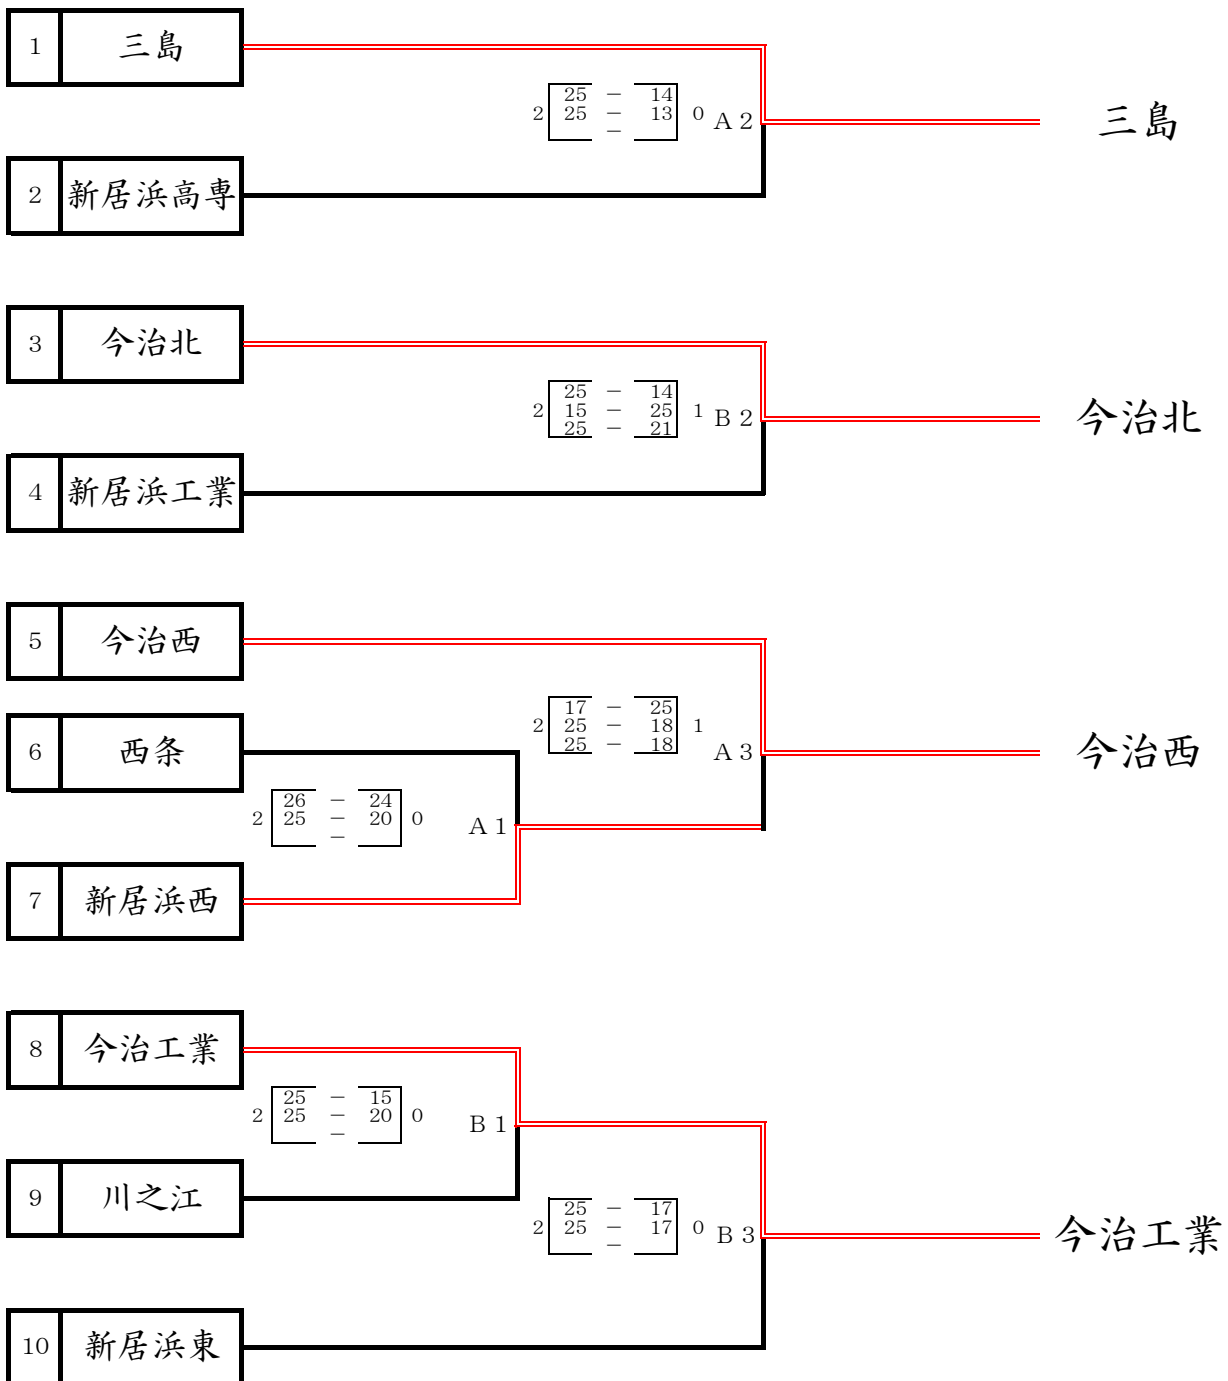 1 三島
25 － 14
2 25 － 13 0 A 2
－
三島
2 新居浜高専
3 今治北
25 － 14
2 15 － 25 1 B 2
25 － 21
今治北
4 新居浜工業
5 今治西
17 － 25
2 25 － 18 1
25 － 18
A 3
今治西
6 西条
26 － 24
2 25 － 20 0 A 1
－
7 新居浜西
8 今治工業
25 － 15
2 25 － 20 0 B 1
－
9 川之江
25 － 17
2 25 － 17 0 B 3
－
今治工業
10 新居浜東